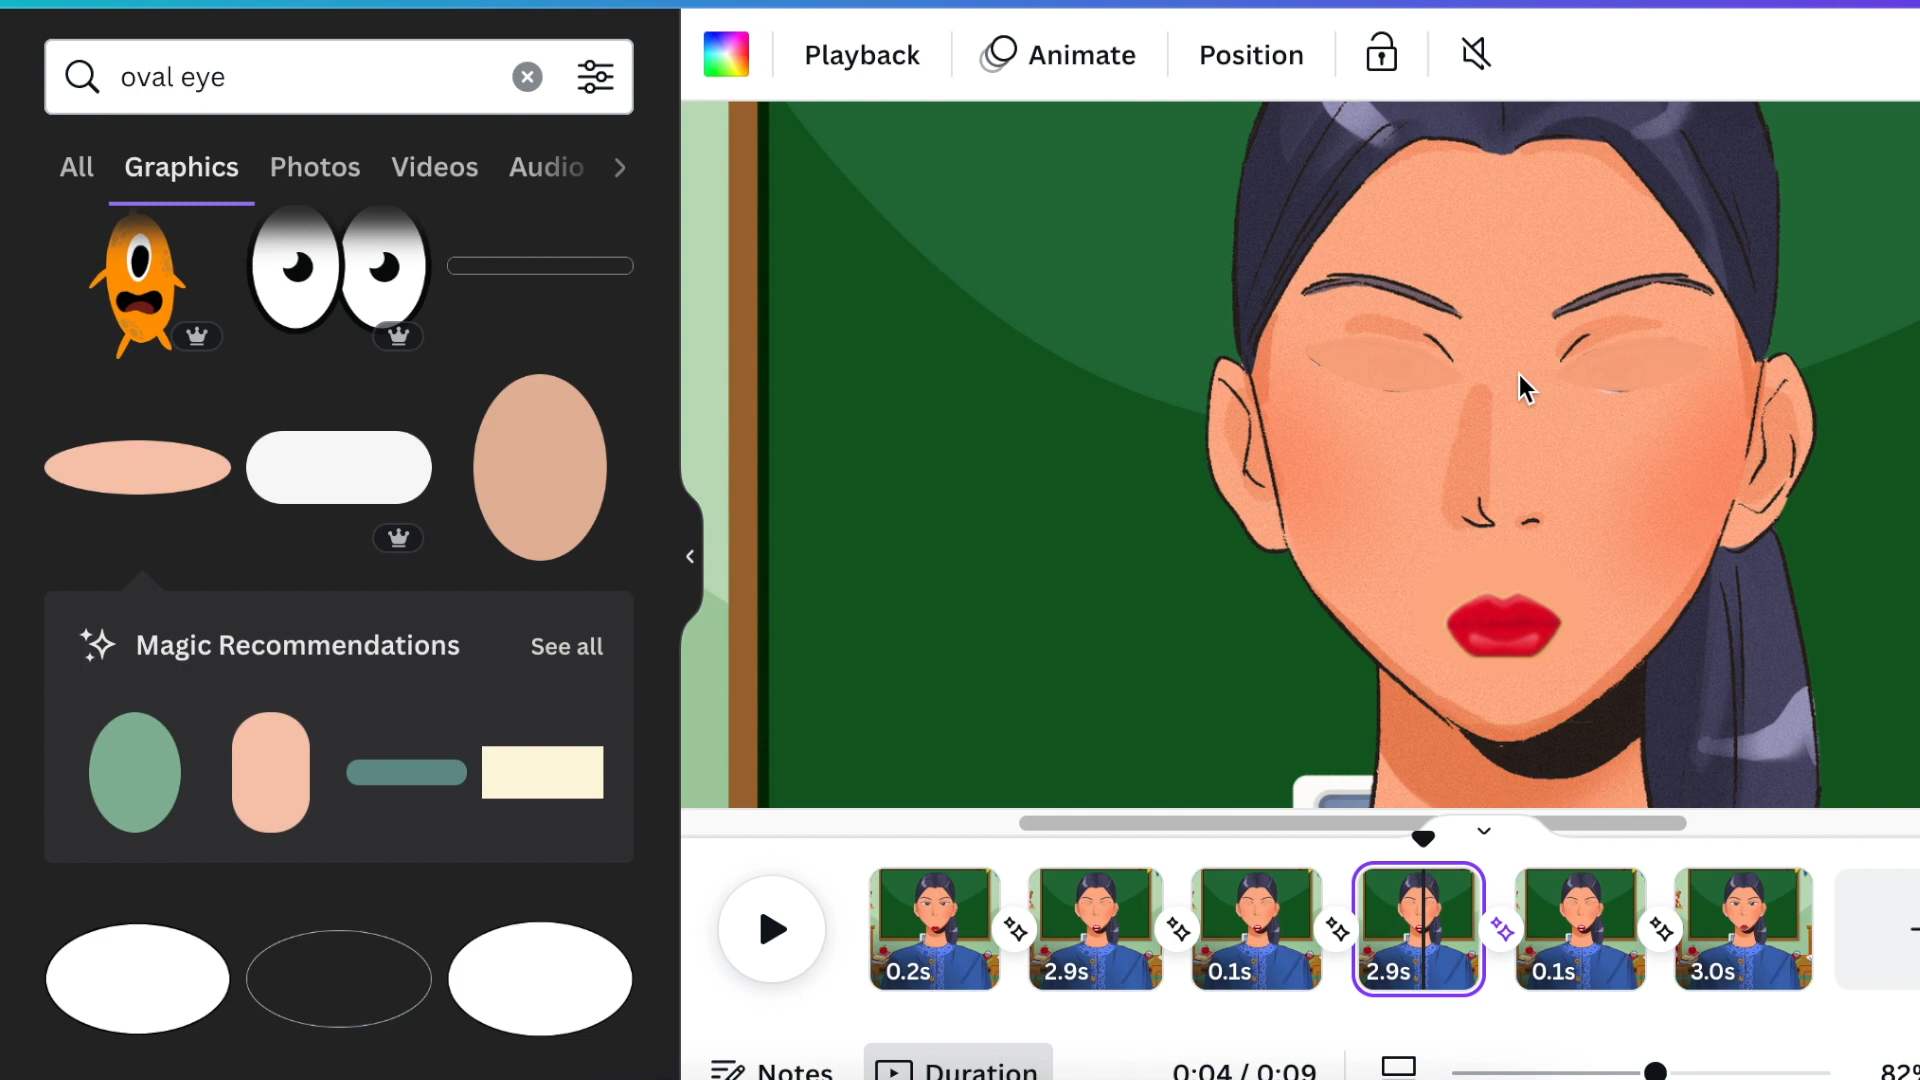 oval eye
Playback
Animate
Position
All
Graphics
Photos
Videos
Audio
Magic Recommendations
See all
0.2s
2.9s
0.1s
2.9s
0.1s
3.0s
Notes
Duration
0:04 / 0:09
82%